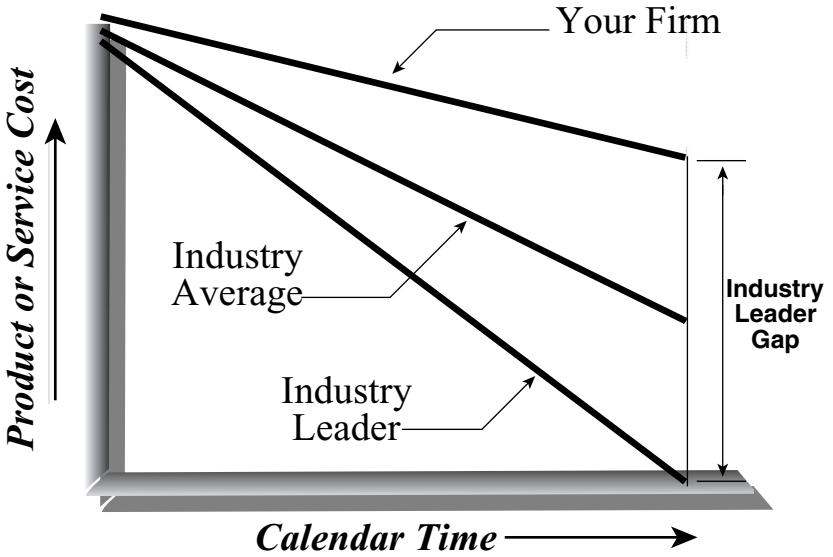 Your Firm
Product or Service Cost
Industry
Average
Industry
Leader
Gap
Industry
Leader
Calendar Time